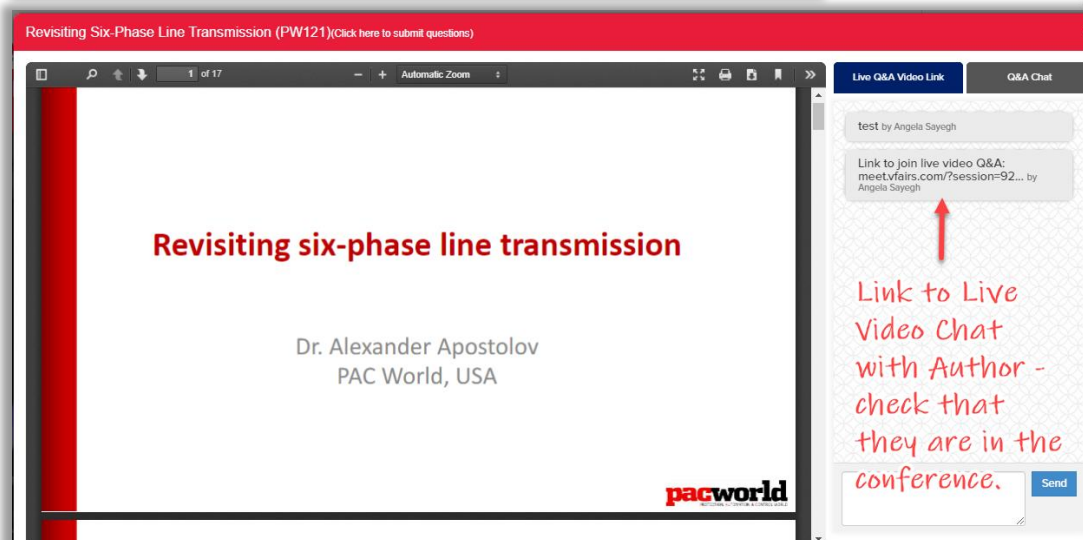 Revisiting Six-Phase Line Transmission (PW121)(Click here to submit questions)
1 of 17
Automatic Zoom
Live Q&A Video Link
Q&A Chat
test by Angela Sayegh
Link to join live video Q&A:
meet.vfairs.com/?session=92... by
Angela Sayegh
Revisiting six-phase line transmission
Dr. Alexander Apostolov
PAC World, USA
pacworld
Link to Live
Video Chat
with Author -
check that
they are in the
conference.
Send